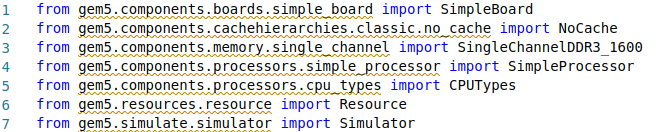 1 from gem5.components.boards.simple_board import SimpleBoard
2 from gem5.components.cachehierarchies.classic.no_cache import NoCache
3 from gem5.components.memory.single_channel import SingleChannelDDR3_1600
4 from gem5.components.processors.simple_processor import SimpleProcessor
5 from gem5.components.processors.cpu_types import CPUTypes
6 from gem5.resources.resource import Resource
7 from gem5.simulate.simulator import Simulator